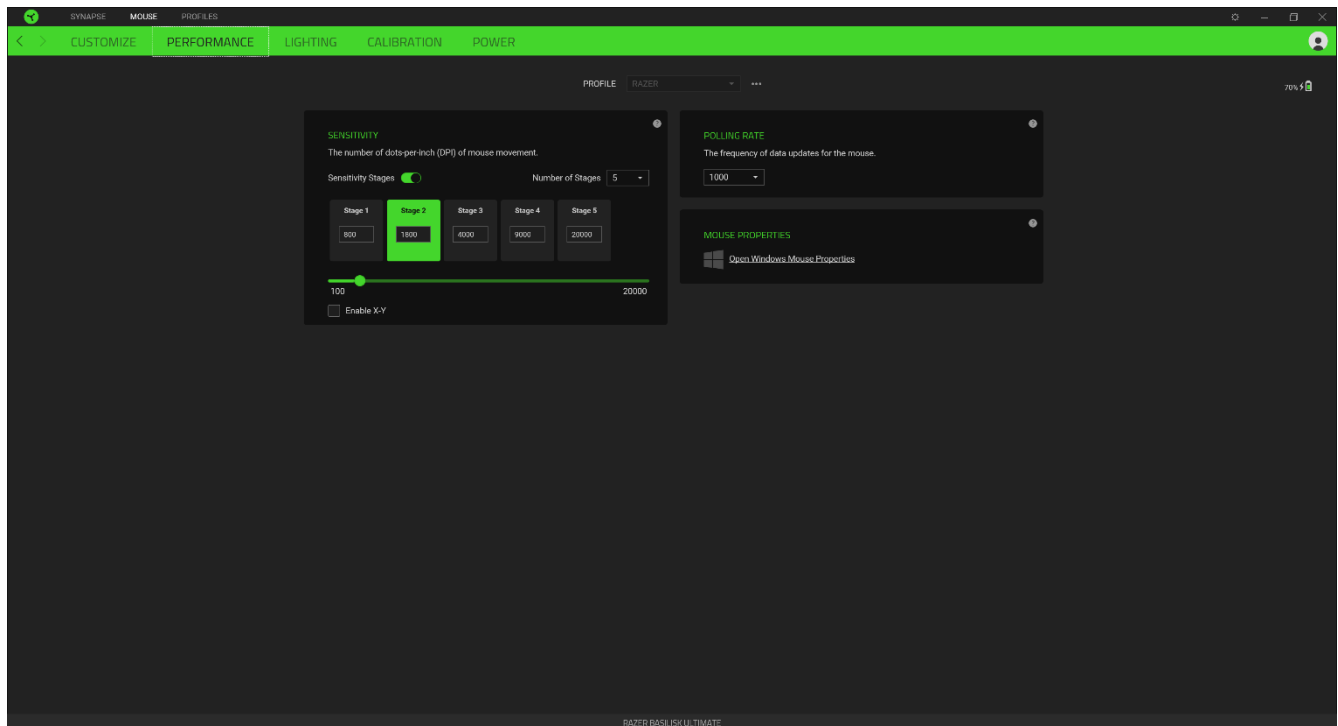 SYNAPSE MOUSE PROFILES
CUSTOMIZE PERFORMANCE LIGHTING CALIBRATION POWER
PROFILE RAZER
70%
SENSITIVITY
The number of dots-per-inch (DPI) of mouse movement.
Sensitivity Stages Number of Stages 5
Stage 1 Stage 2 Stage 3 Stage 4 Stage 5
800 1800 4000 9000 20000
100 20000
Enable X-Y
POLLING RATE
The frequency of data updates for the mouse.
1000
MOUSE PROPERTIES
Open Windows Mouse Properties
RAZER BASILISK ULTIMATE